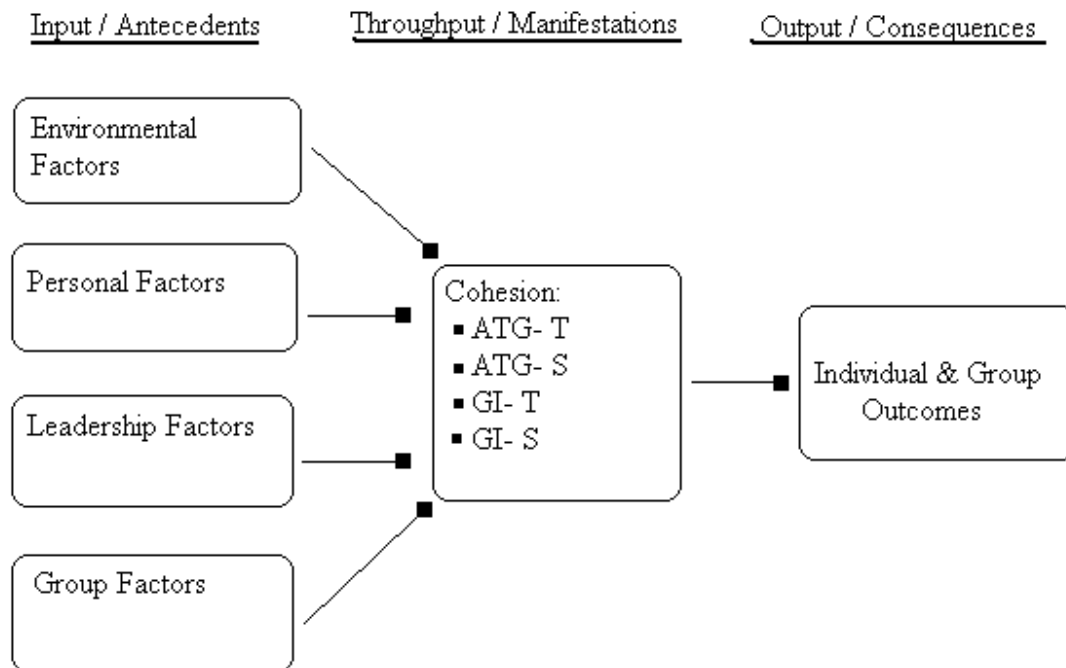 Input / Antecedents
Throughput / Manifestations
Output / Consequences
Environmental
Factors
Personal Factors
Leadership Factors
Group Factors
Cohesion:
▪ ATG- T
▪ ATG- S
▪ GI- T
▪ GI- S
Individual & Group
Outcomes